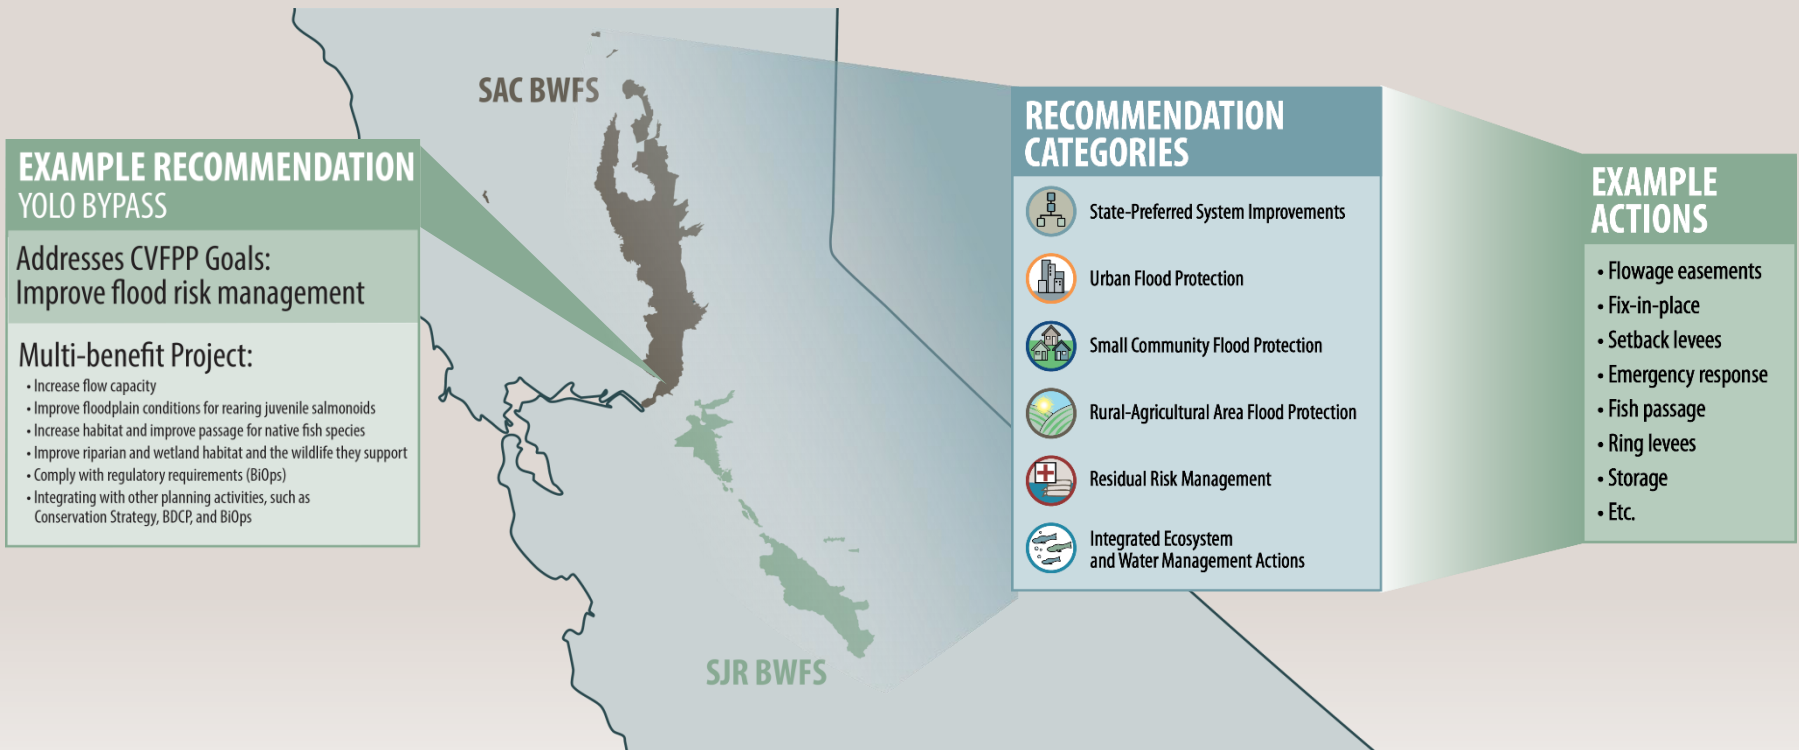 SAC BWFS
EXAMPLE RECOMMENDATION
YOLO BYPASS
Addresses CVFPP Goals:
Improve flood risk management
Multi-benefit Project:
• Increase flow capacity
• Improve floodplain conditions for rearing juvenile salmonoids
• Increase habitat and improve passage for native fish species
• Improve riparian and wetland habitat and the wildlife they support
• Comply with regulatory requirements (BiOps)
• Integrating with other planning activities, such as
Conservation Strategy, BDCP, and BiOps
SJR BWFS
RECOMMENDATION
CATEGORIES
State-Preferred System Improvements
Urban Flood Protection
Small Community Flood Protection
Rural-Agricultural Area Flood Protection
Residual Risk Management
Integrated Ecosystem
and Water Management Actions
EXAMPLE
ACTIONS
• Flowage easements
• Fix-in-place
• Setback levees
• Emergency response
• Fish passage
• Ring levees
• Storage
• Etc.